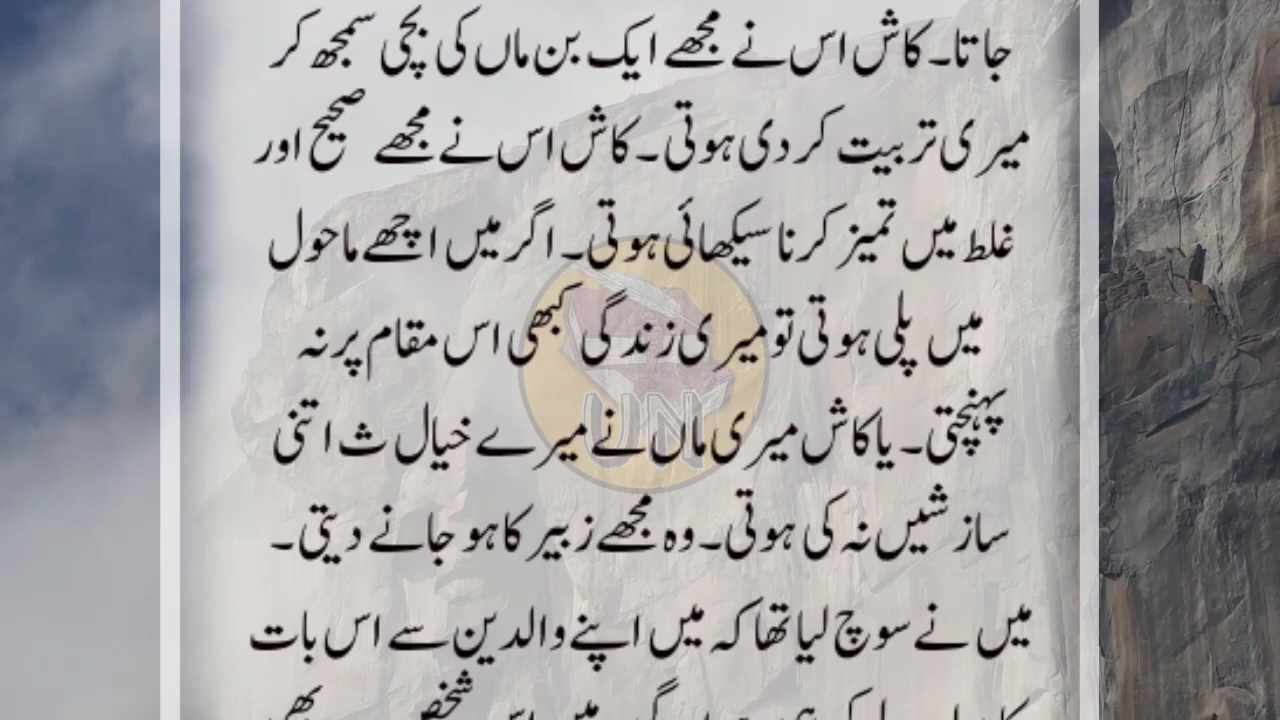 جاتا۔ کاش اس نے مجھے ایک بن ماں کی بچی سمجھ کر
میری تربیت کر دی ہوتی۔ کاش اس نے مجھے صحیح اور
غلط میں تمیز کرنا سیکھائی ہوتی۔ اگر میں اچھے ماحول
میں پلی ہوتی تو میری زندگی کبھی اس مقام پر نہ
پہنچتی۔ یا کاش میری ماں نے میرے خیال ث اتنی
سازشیں نہ کی ہوتی۔ وہ مجھے زبیر کا ہو جانے دیتی۔
میں نے سوچ لیا تھا کہ میں اپنے والدین سے اس بات
UN